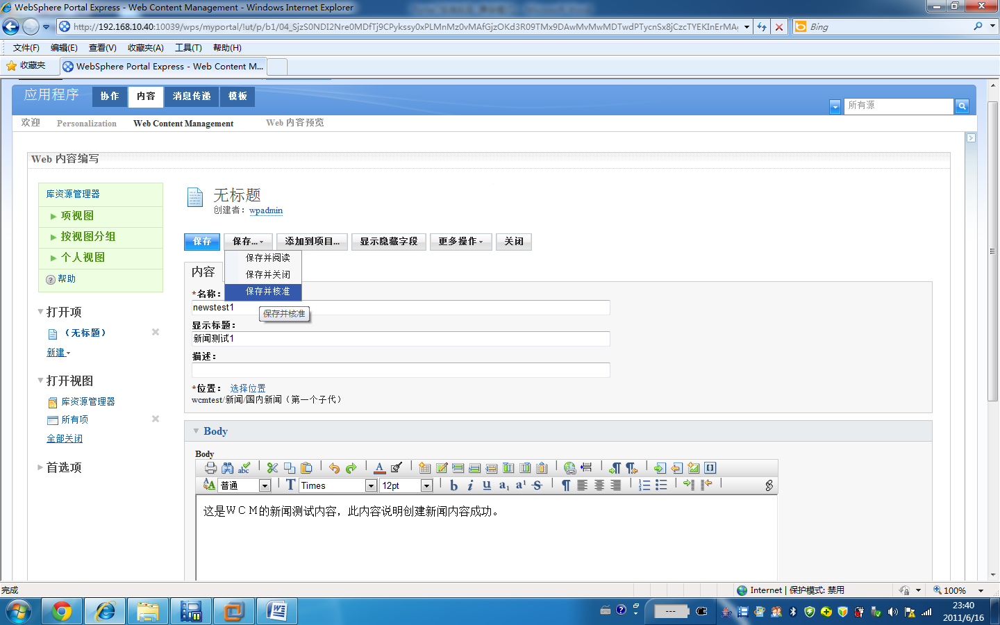 WebSphere Portal Express - Web Content Management - Windows Internet Explorer
http://192.168.10.40:10039/wps/myportal/!ut/p/b1/04_SjzS0NDI2Nre0MDfTj9CPykssy0xPLMnMz0vMAfGjzOKd3R09TMx9DAwMvMwMDTwdPTycnSx8jCzcTYEKInErMA
Bing
文件(F) 编辑(E) 查看(V) 收藏夹(A) 工具(T) 帮助(H)
收藏夹 WebSphere Portal Express - Web Content M...
应用程序 协作 内容 消息传递 模板
所有源
欢迎 Personalization Web Content Management Web 内容预览
Web 内容编写
库资源管理器
项视图
按视图分组
个人视图
帮助
打开项
（无标题）
新建
打开视图
库资源管理器
所有项
全部关闭
首选项
无标题
创建者： wpadmin
保存 保存... 添加到项目... 显示隐藏字段 更多操作 关闭
保存并阅读
保存并关闭
保存并核准
保存并核准
内容
*名称：
newstest1
显示标题：
新闻测试1
描述：
*位置： 选择位置
wcmtest/新闻/国内新闻（第一个子代）
Body
Body
abc
普通 Times 12pt b i u a₁ a¹ S
这是ＷＣＭ的新闻测试内容，此内容说明创建新闻内容成功。
完成 Internet | 保护模式: 禁用 100%
---
23:40
2011/6/16